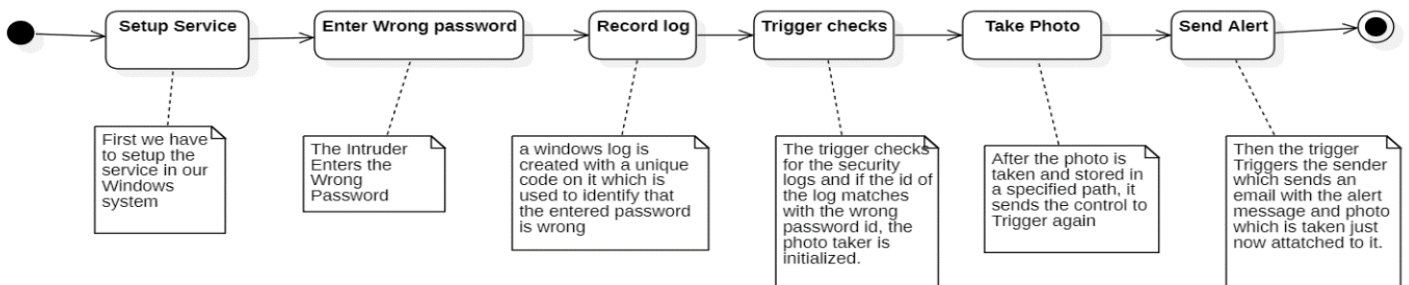 Setup Service
Enter Wrong password
Record log
Trigger checks
Take Photo
Send Alert
First we have
to setup the
service in our
Windows
system
The Intruder
Enters the
Wrong
Password
a windows log is
created with a unique
code on it which is
used to identify that
the entered password
is wrong
The trigger checks
for the security
logs and if the id of
the log matches
with the wrong
password id, the
photo taker is
initialized.
After the photo is
taken and stored in
a specified path, it
sends the control to
Trigger again
Then the trigger
Triggers the sender
which sends an
email with the alert
message and photo
which is taken just
now attatched to it.